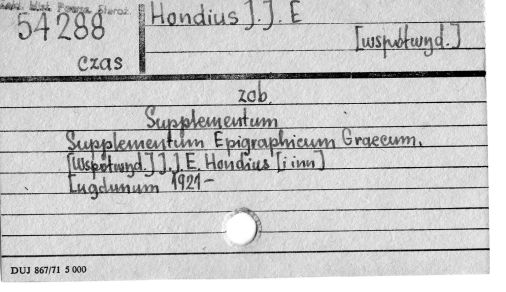 54288
czas
Hondius J. J. E
[współwyd.]
zob.
Supplementum
Supplementum Epigraphicum Graecum.
[Współwyd.] J. J. E. Hondius [i inn]
Lugdunum 1921-
DUJ 867/71 5 000